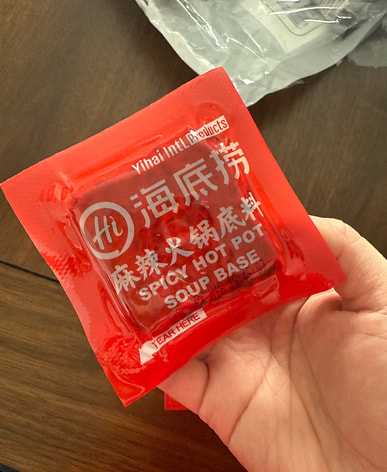 Yihai Intl. Products
Hi 海底捞
麻辣火锅底料
SPICY HOT POT
SOUP BASE
TEAR HERE